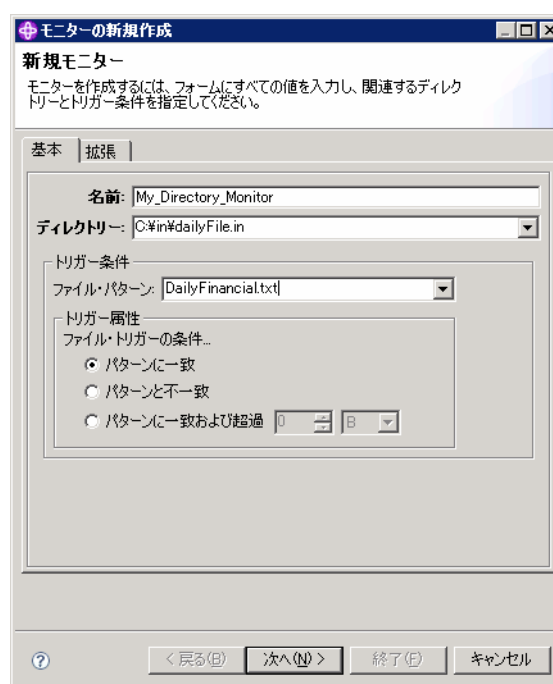 モニターの新規作成
新規モニター
モニターを作成するには、フォームにすべての値を入力し、関連するディレク
トリーとトリガー条件を指定してください。
基本 拡張
名前: My_Directory_Monitor
ディレクトリー: C:¥in¥dailyFile.in
トリガー条件
ファイル・パターン: DailyFinancial.txt
トリガー属性
ファイル・トリガーの条件...
パターンに一致
パターンと不一致
パターンに一致および超過 0 B
? < 戻る(B) 次へ(N) > 終了(F) キャンセル